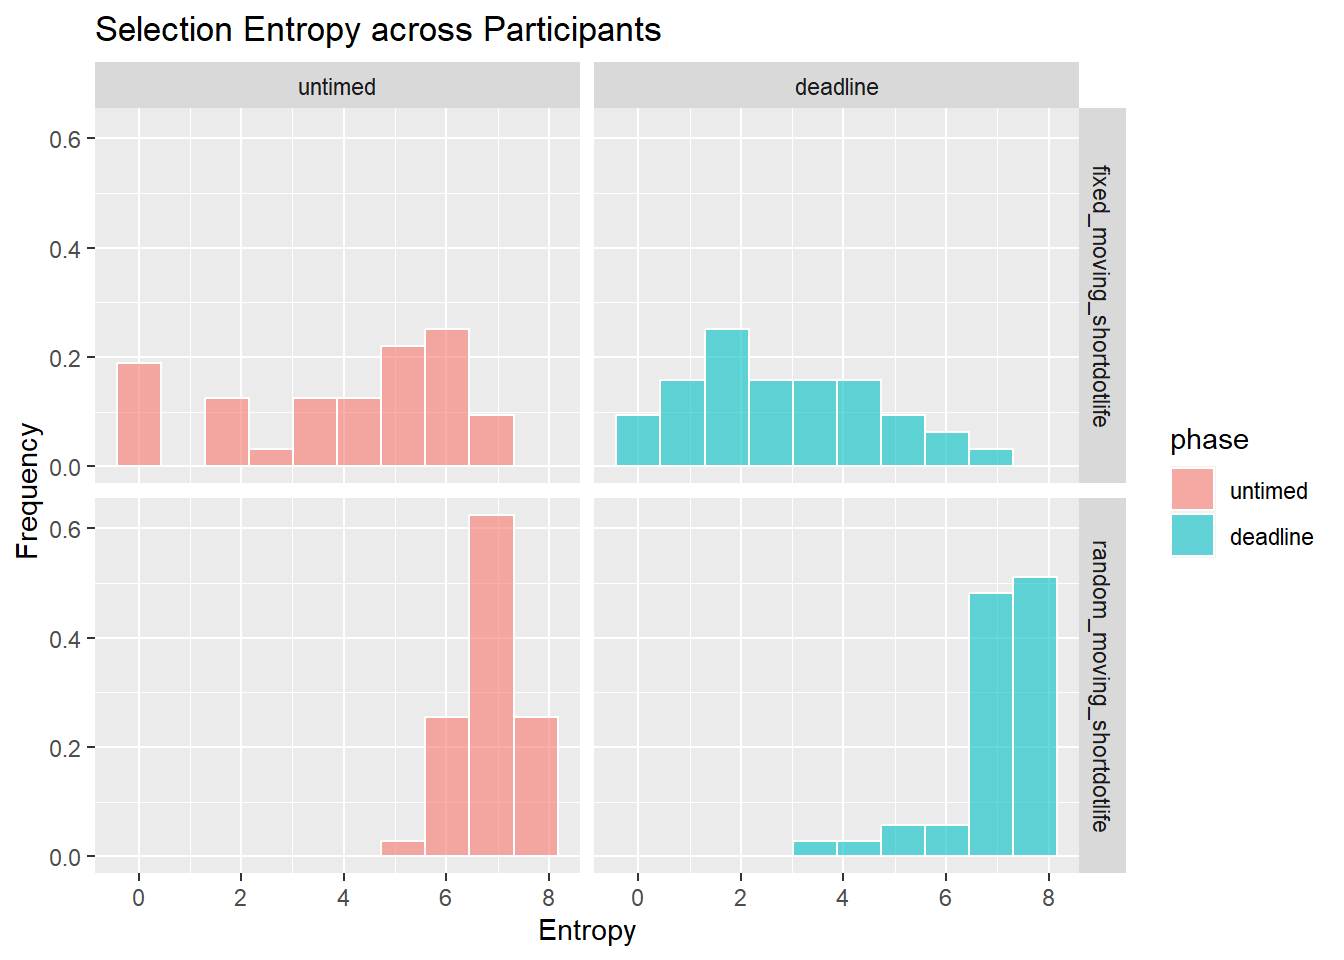 Selection Entropy across Participants
untimed
deadline
0.6
0.4
0.2
0.0
fixed_moving_shortdotlife
0.6
0.4
0.2
0.0
random_moving_shortdotlife
0 2 4 6 8
0 2 4 6 8
Entropy
Frequency
phase
untimed
deadline